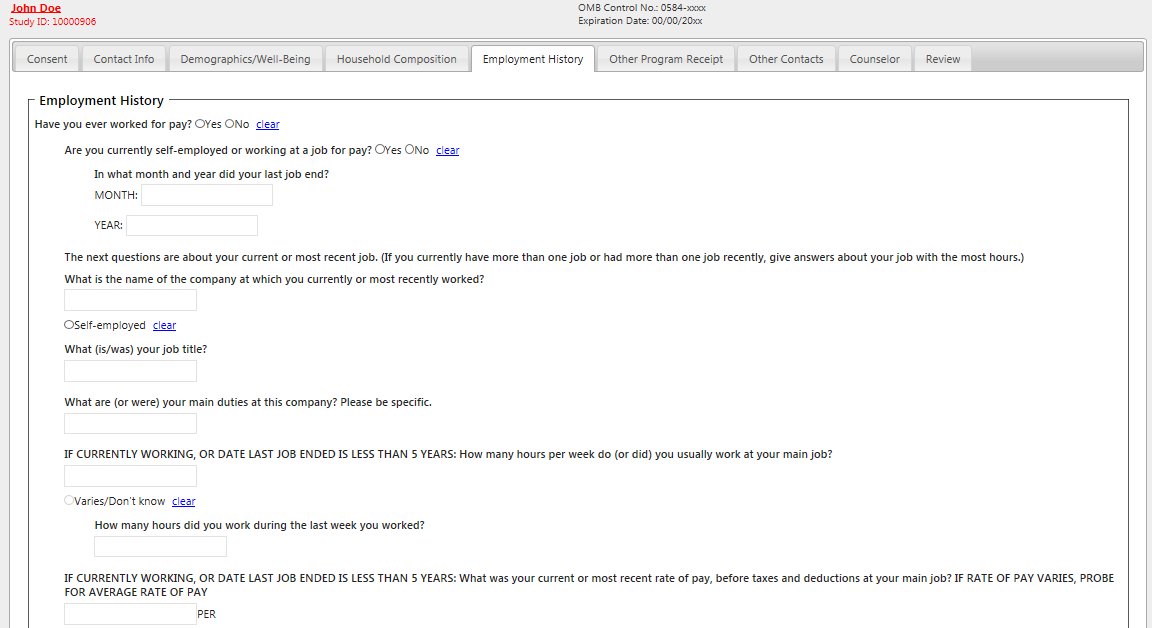 John Doe
Study ID: 10000906
OMB Control No.: 0584-xxxx
Expiration Date: 00/00/20xx
Consent Contact Info Demographics/Well-Being Household Composition Employment History Other Program Receipt Other Contacts Counselor Review
Employment History
Have you ever worked for pay? Yes No clear
Are you currently self-employed or working at a job for pay? Yes No clear
In what month and year did your last job end?
MONTH:
YEAR:
The next questions are about your current or most recent job. (If you currently have more than one job or had more than one job recently, give answers about your job with the most hours.)
What is the name of the company at which you currently or most recently worked?
Self-employed clear
What (is/was) your job title?
What are (or were) your main duties at this company? Please be specific.
IF CURRENTLY WORKING, OR DATE LAST JOB ENDED IS LESS THAN 5 YEARS: How many hours per week do (or did) you usually work at your main job?
Varies/Don't know clear
How many hours did you work during the last week you worked?
IF CURRENTLY WORKING, OR DATE LAST JOB ENDED IS LESS THAN 5 YEARS: What was your current or most recent rate of pay, before taxes and deductions at your main job? IF RATE OF PAY VARIES, PROBE
FOR AVERAGE RATE OF PAY
PER